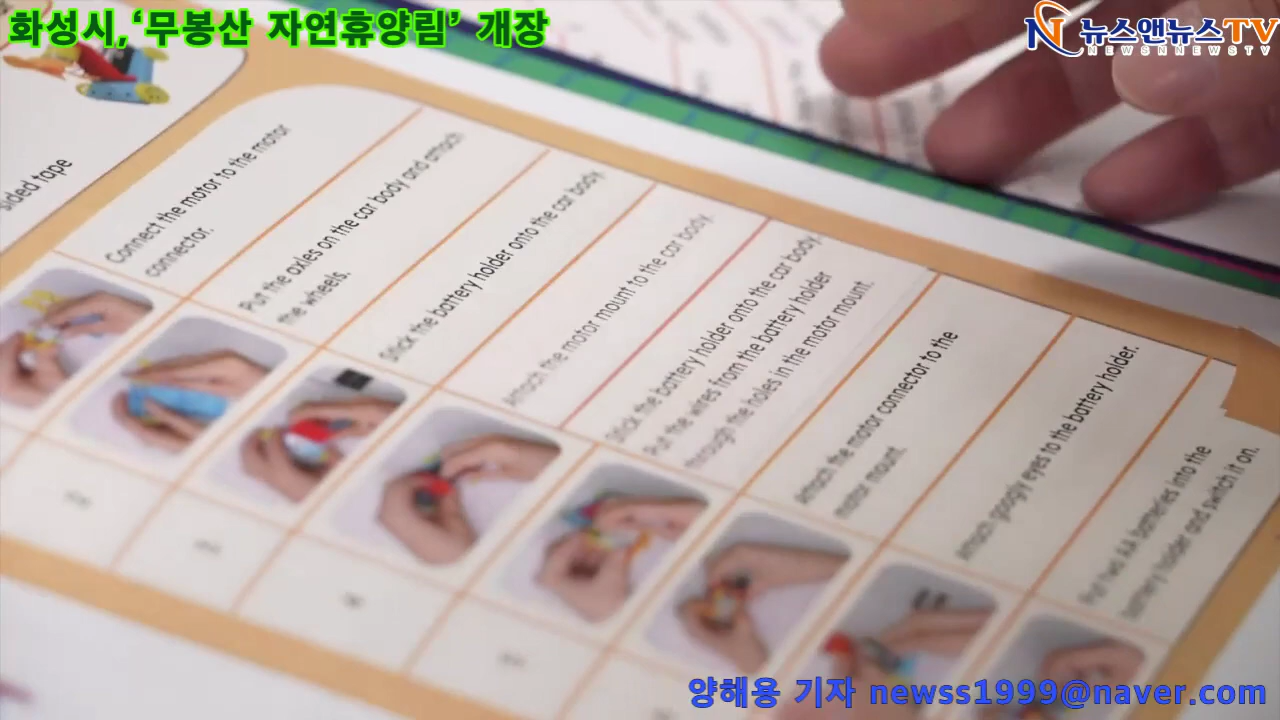 화성시, ‘무봉산 자연휴양림’ 개장
뉴스앤뉴스TV
NEWSNNEWSTV
sided tape
Connect the motor to the motor
connector.
Put the axles on the car body and attach
the wheels.
Stick the battery holder onto the car body.
Attach the motor mount to the car body.
Stick the battery holder onto the car body.
Put the wires from the battery holder
through the holes in the motor mount.
Attach the motor connector to the
motor mount.
Attach googly eyes to the battery holder.
Put two AA batteries into the
battery holder and switch it on.
양해용 기자 newss1999@naver.com